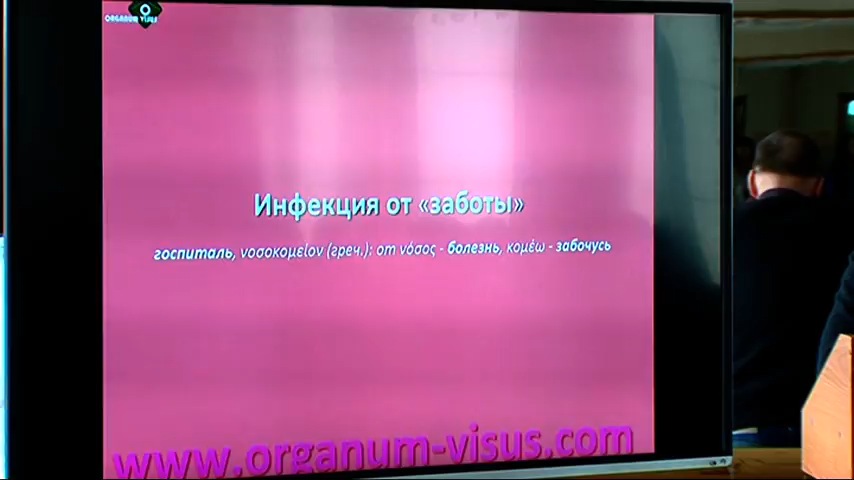 ORGANUM VISUS
Инфекция от «заботы»
госпиталь, νοσοκομεῖον (греч.): от νόσος - болезнь, κομέω - забочусь
www.organum-visus.com